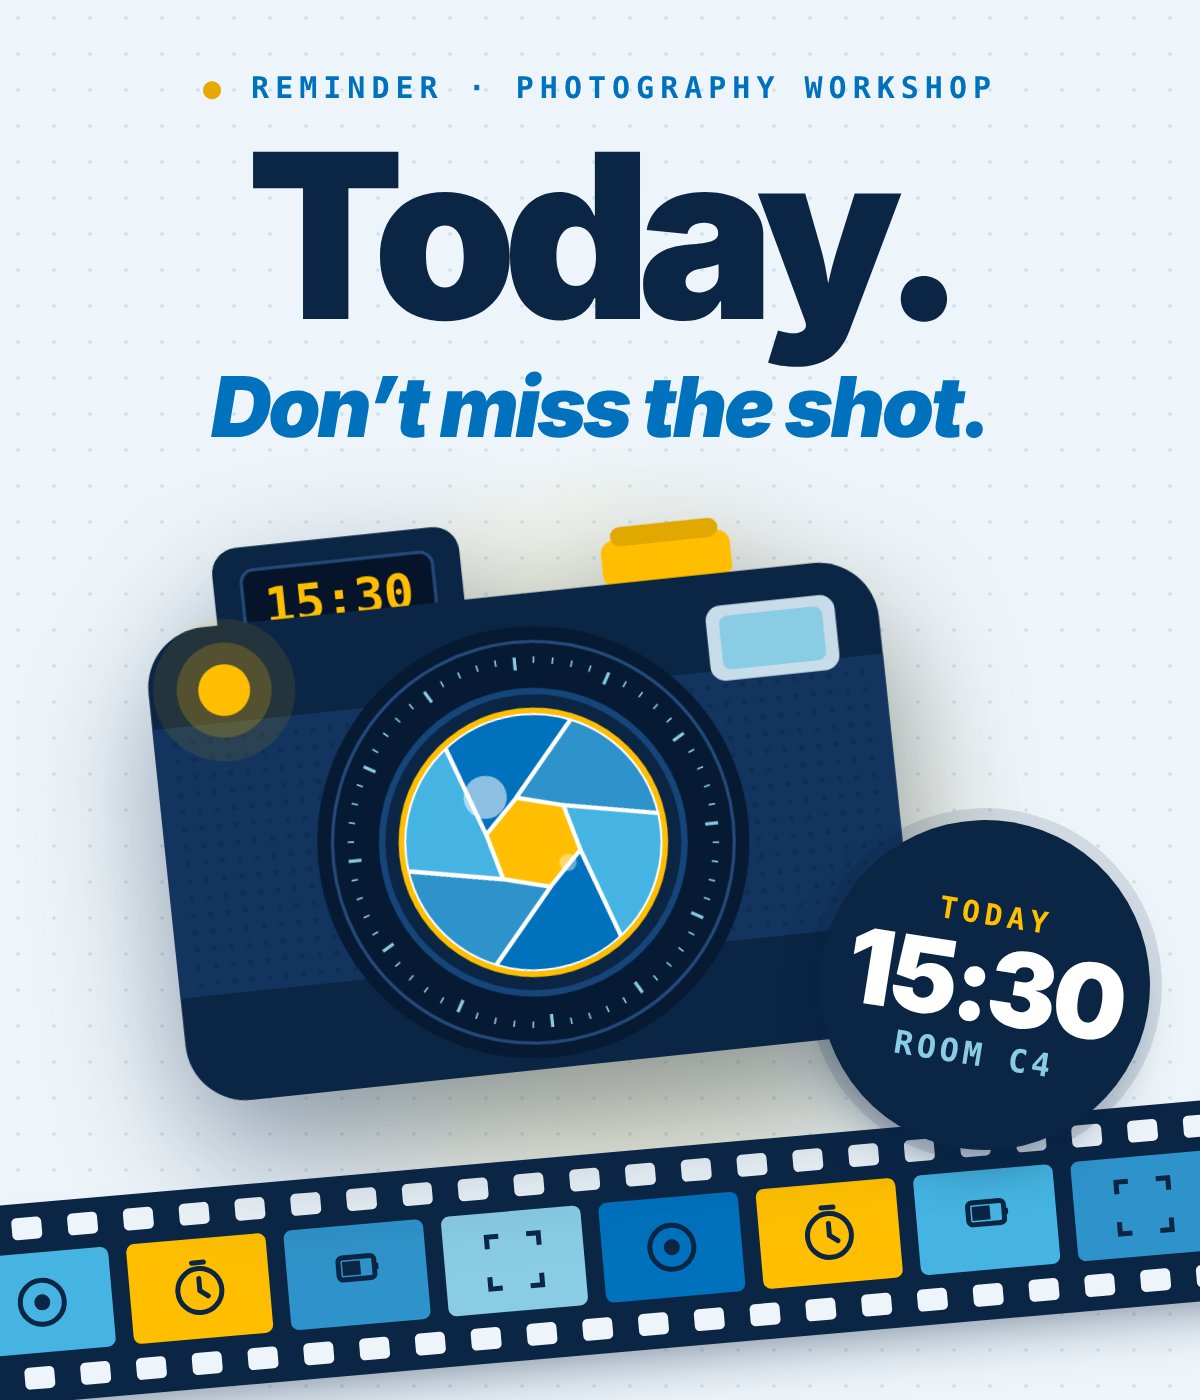 REMINDER · PHOTOGRAPHY WORKSHOP
Today.
Don’t miss the shot.
15:30
TODAY
15:30
ROOM C4